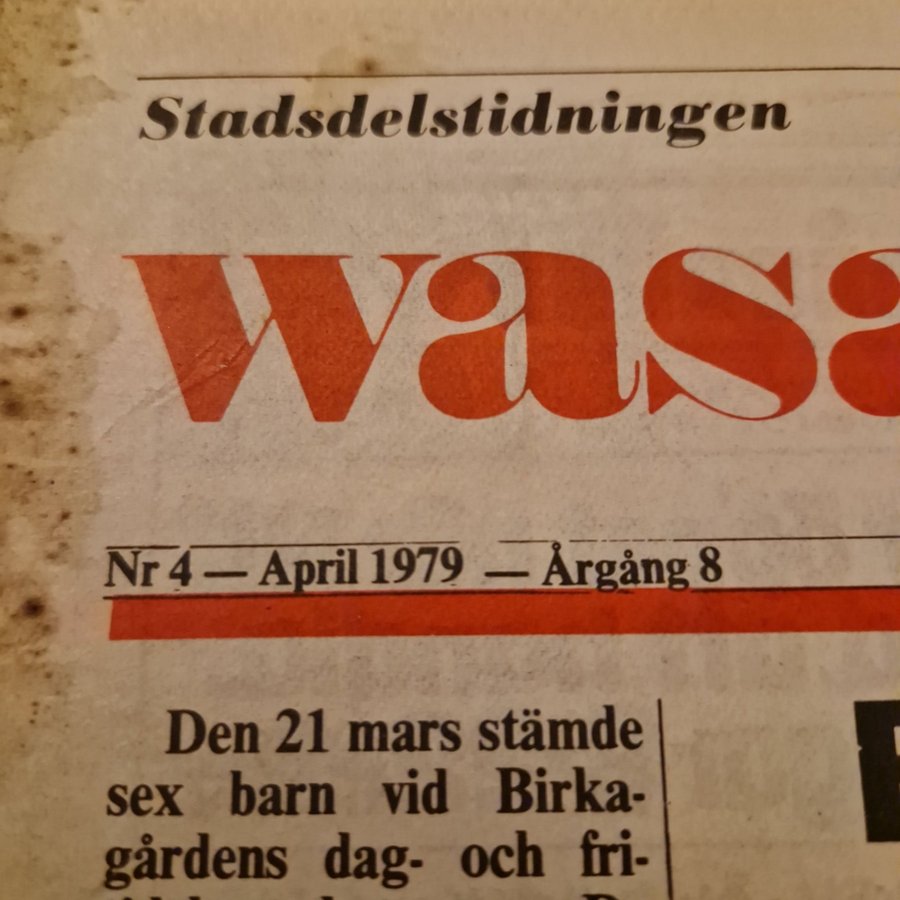 Stadsdelstidningen
wasa
Nr 4 — April 1979 — Årgång 8
Den 21 mars stämde
sex barn vid Birka-
gårdens dag- och fri-